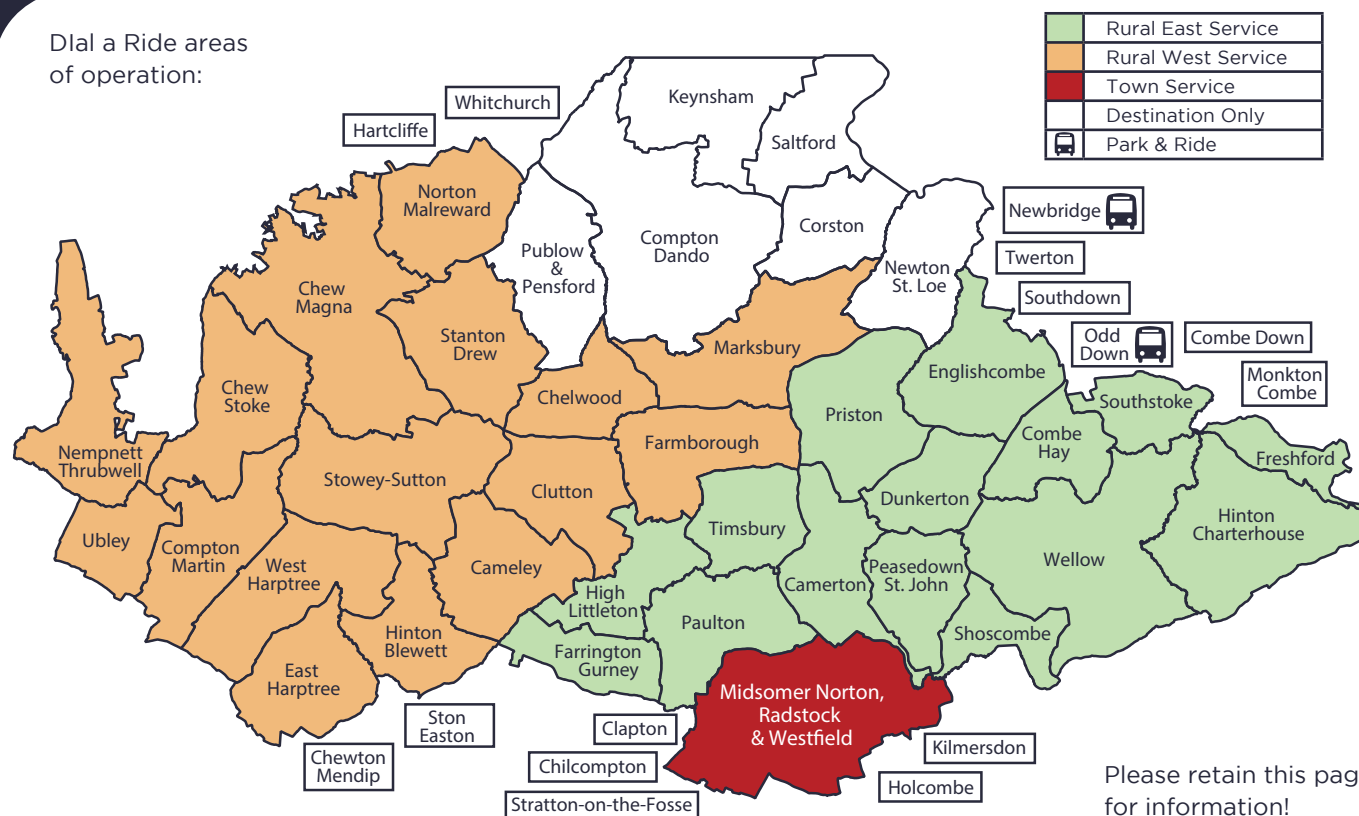 DIal a Ride areas
of operation:
Rural East Service
Rural West Service
Town Service
Destination Only
Park & Ride
Whitchurch
Hartcliffe
Keynsham
Saltford
Norton
Malreward
Corston
Newbridge
Publow
&
Pensford
Compton
Dando
Newton
St. Loe
Twerton
Chew
Magna
Southdown
Stanton
Drew
Marksbury
Odd
Down
Combe Down
Englishcombe
Monkton
Combe
Chew
Stoke
Chelwood
Priston
Southstoke
Nempnett
Thrubwell
Farmborough
Combe
Hay
Freshford
Stowey-Sutton
Clutton
Dunkerton
Hinton
Charterhouse
Ubley
Compton
Martin
Timsbury
West
Harptree
Cameley
Camerton
Peasedown
St. John
Wellow
High
Littleton
Paulton
Hinton
Blewett
Shoscombe
East
Harptree
Farrington
Gurney
Midsomer Norton,
Radstock
& Westfield
Ston
Easton
Clapton
Kilmersdon
Chewton
Mendip
Chilcompton
Holcombe
Stratton-on-the-Fosse
Please retain this pag
for information!